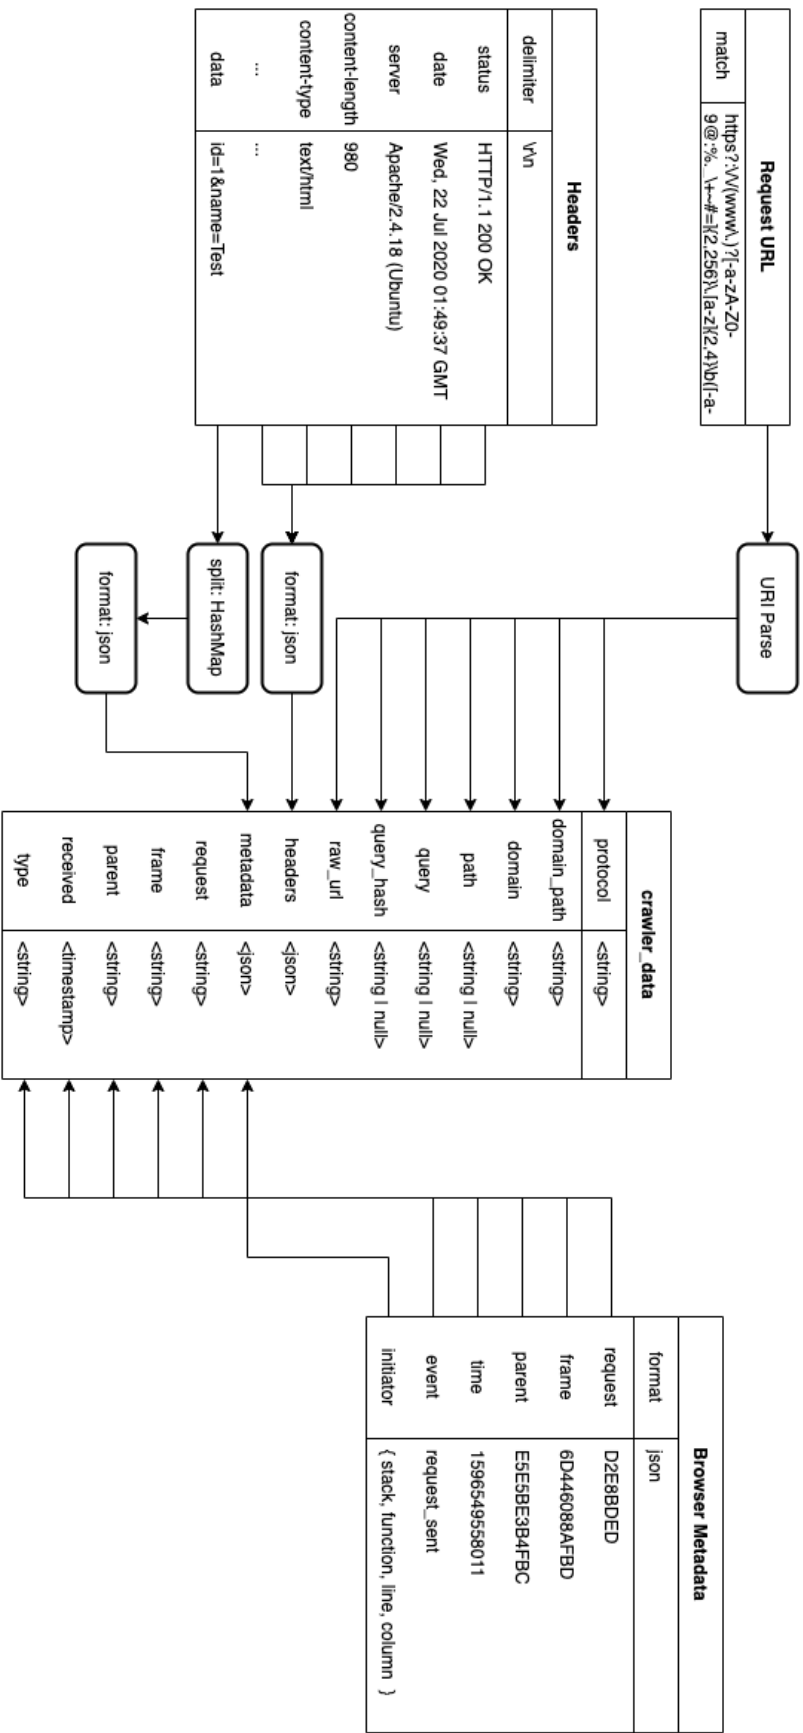 Request URL
match
https?:\/\/(www\.)?[-a-zA-Z0-
9@:%._\+~#=]{2,256}\.[a-z]{2,4}\b([-a-
Headers
delimiter
\r\n
status
HTTP/1.1 200 OK
date
Wed, 22 Jul 2020 01:49:37 GMT
server
Apache/2.4.18 (Ubuntu)
content-length
980
content-type
text/html
...
...
data
id=1&name=Test
URI Parse
format: json
split: HashMap
format: json
crawler_data
protocol
<string>
domain_path
<string>
domain
<string>
path
<string | null>
query
<string | null>
query_hash
<string | null>
raw_url
<string>
headers
<json>
metadata
<json>
request
<string>
frame
<string>
parent
<string>
received
<timestamp>
type
<string>
Browser Metadata
format
json
request
D2E8BDED
frame
6D446088AFBD
parent
E5E5BE3B4FBC
time
1596549558011
event
request_sent
initiator
{ stack, function, line, column }